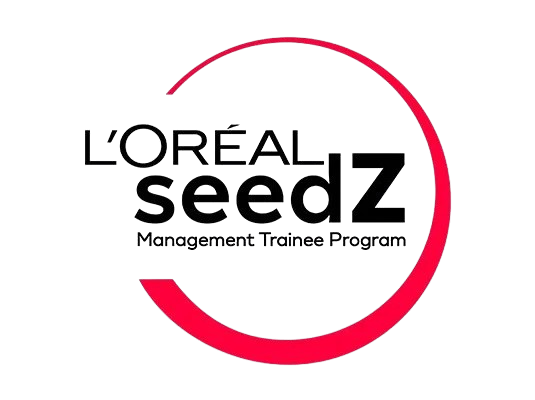 L'ORÉAL
seedZ
Management Trainee Program